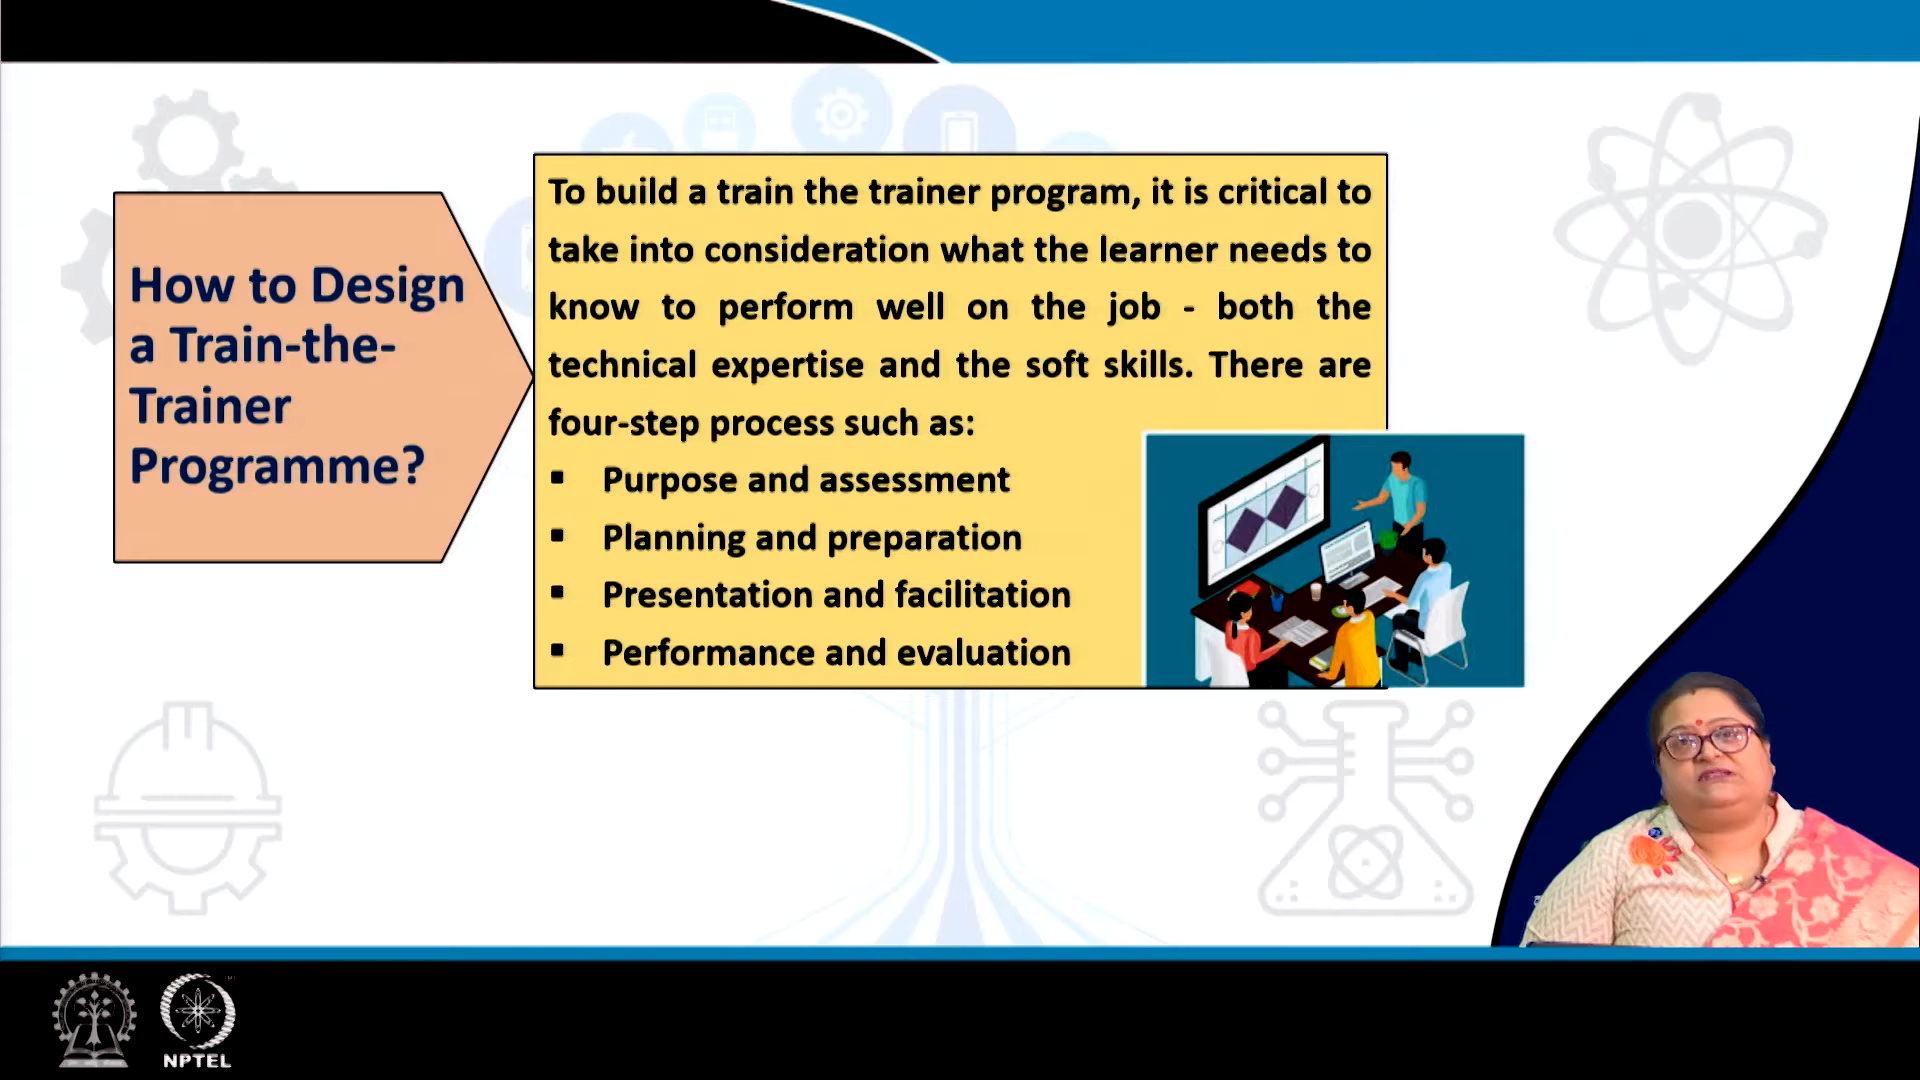 How to Design
a Train-the-
Trainer
Programme?
To build a train the trainer program, it is critical to
take into consideration what the learner needs to
know to perform well on the job - both the
technical expertise and the soft skills. There are
four-step process such as:
▪ Purpose and assessment
▪ Planning and preparation
▪ Presentation and facilitation
▪ Performance and evaluation
NPTEL